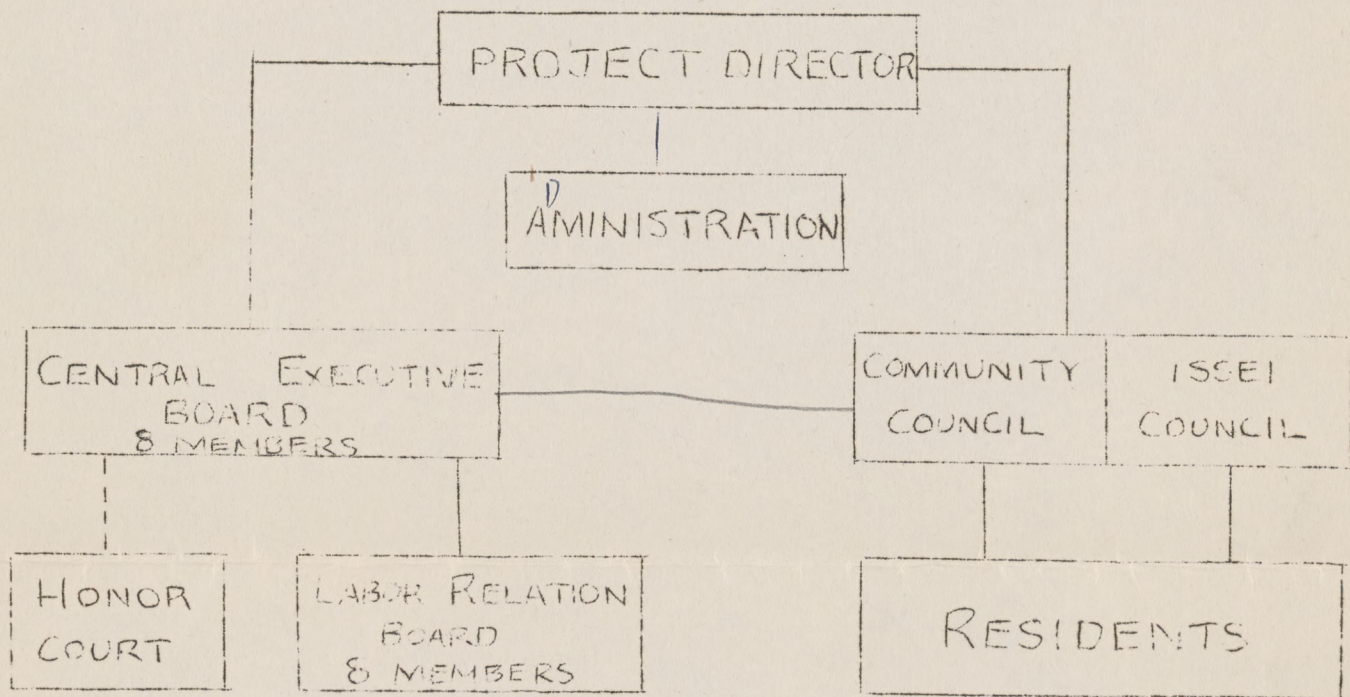 PROJECT DIRECTOR
ADMINISTRATION
CENTRAL EXECUTIVE
BOARD
8 MEMBERS
COMMUNITY
COUNCIL
ISSEI
COUNCIL
HONOR
COURT
LABOR RELATION
BOARD
8 MEMBERS
RESIDENTS